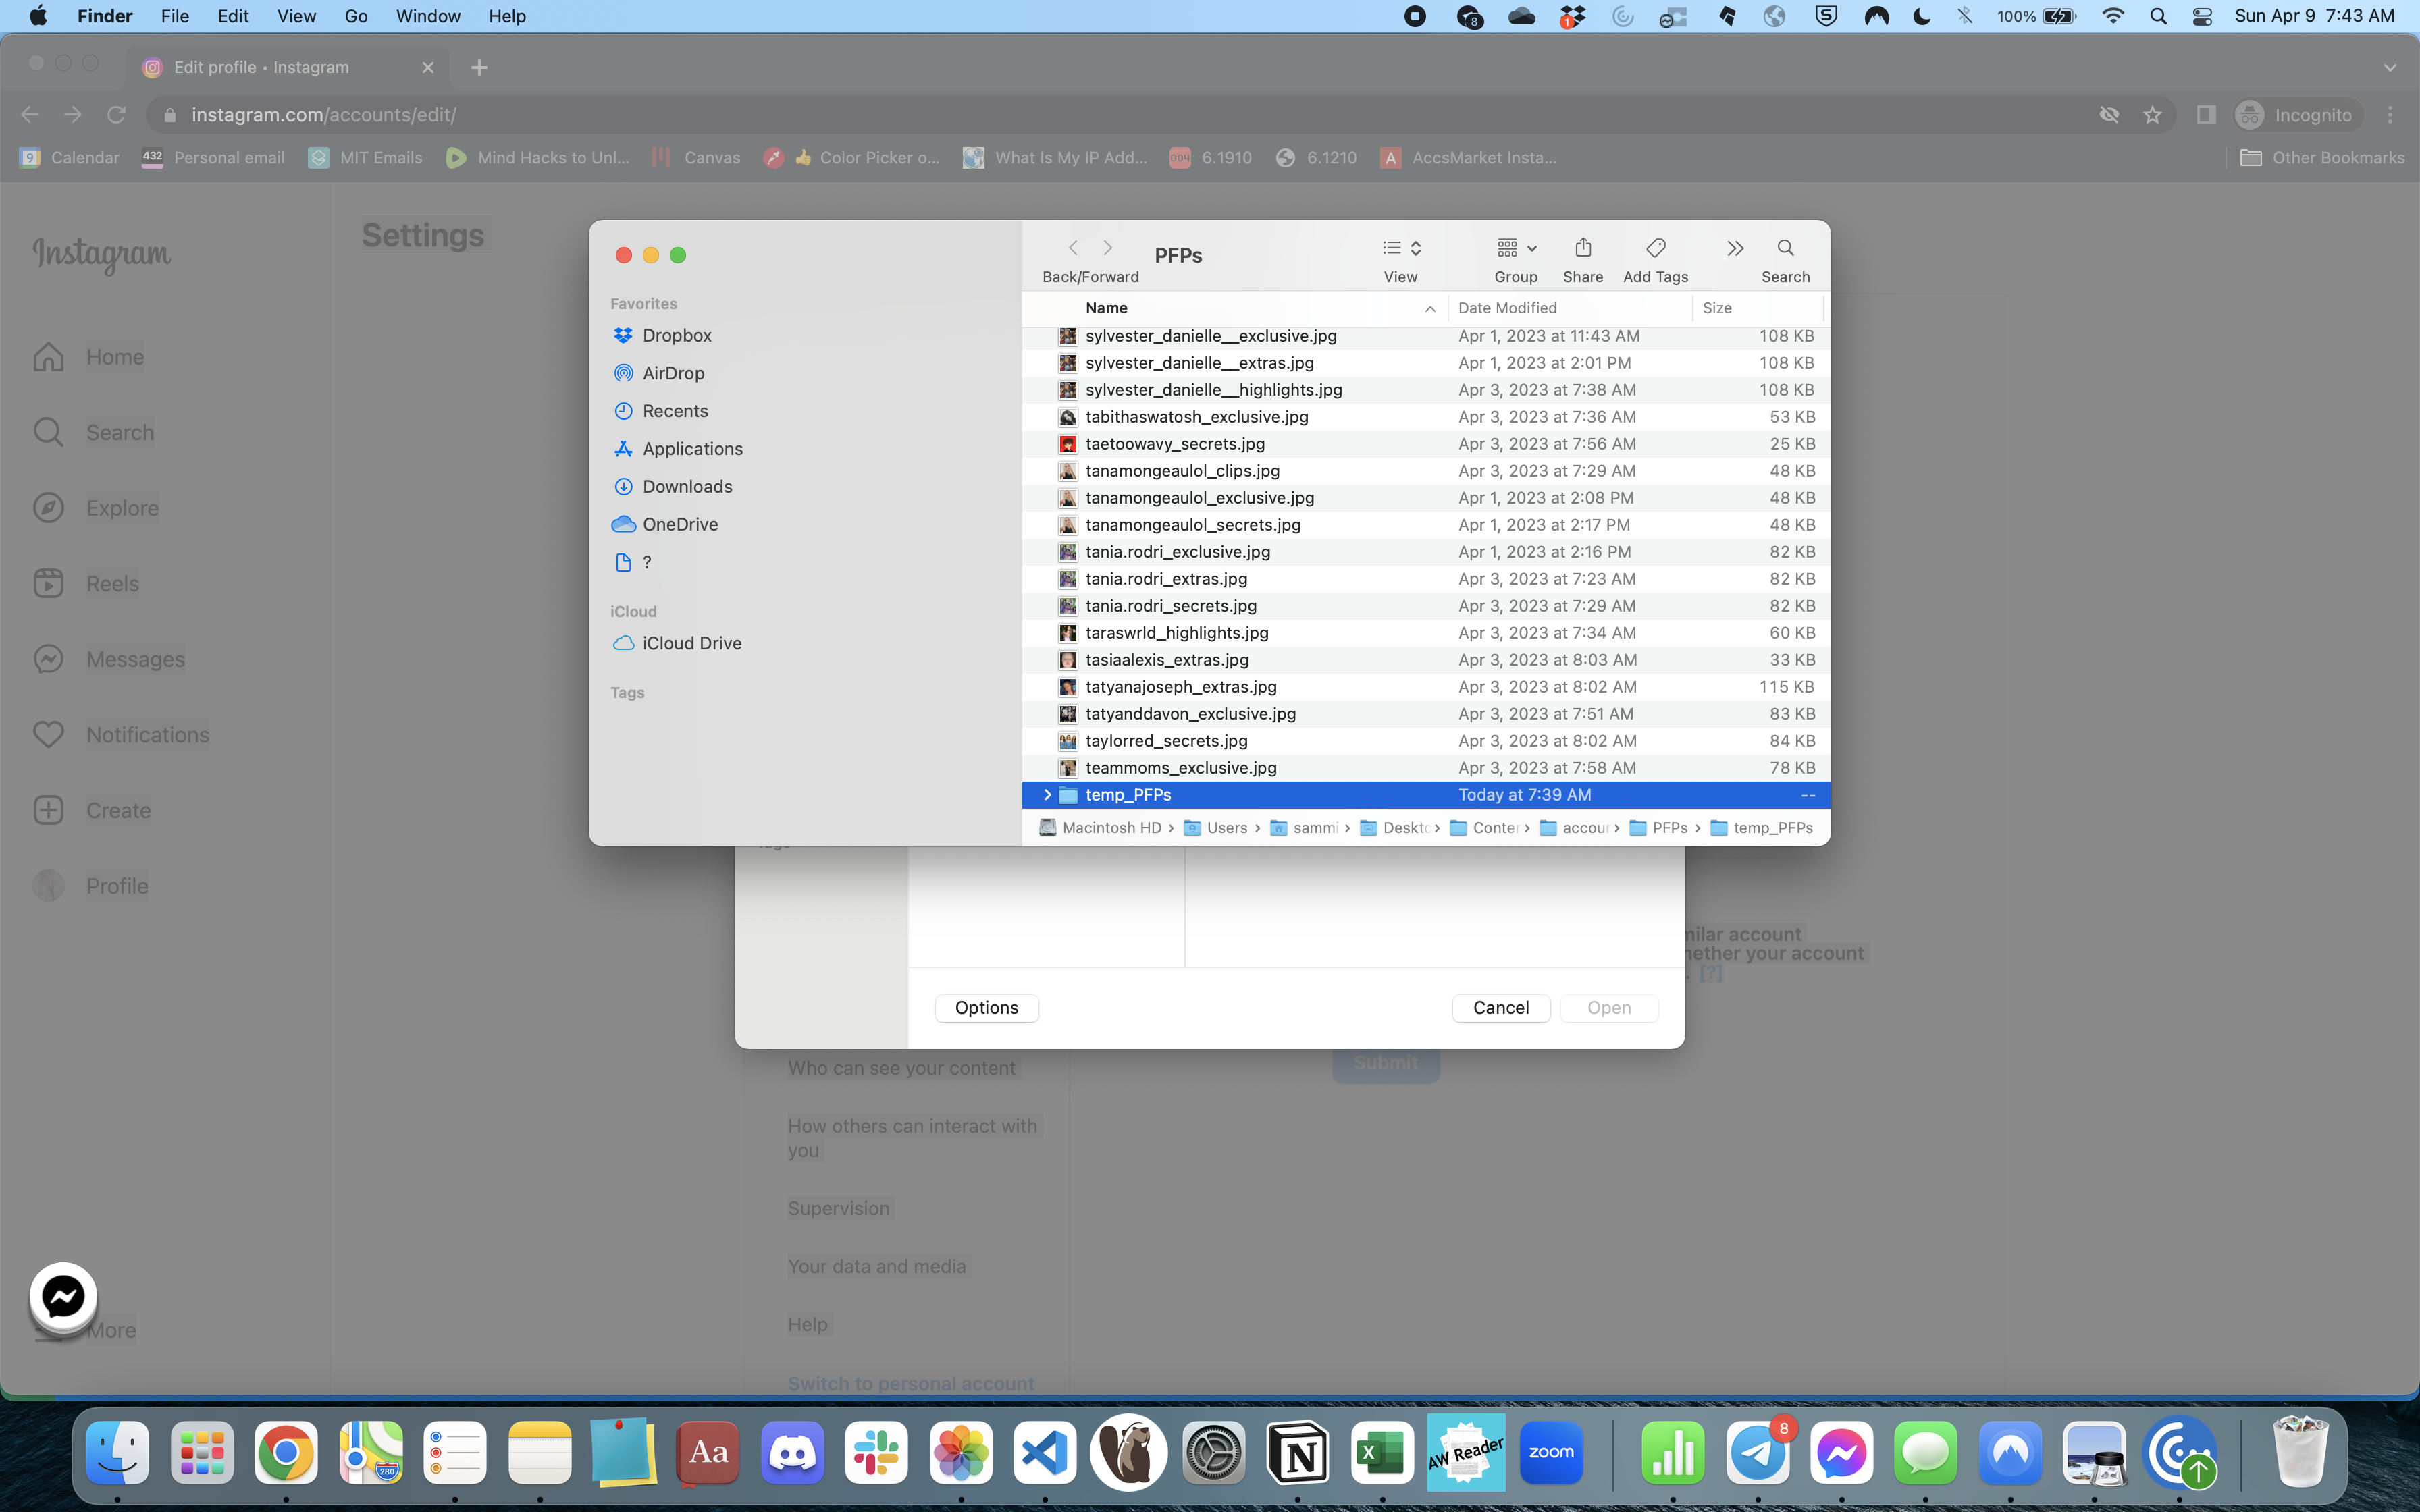 Finder File Edit View Go Window Help 8 1 100% Sun Apr 9 7:43 AM
Edit profile • Instagram
instagram.com/accounts/edit/ Incognito
9 Calendar 432 Personal email MIT Emails Mind Hacks to Unl... Canvas 👍 Color Picker o... What Is My IP Add... 004 6.1910 6.1210 A AccsMarket Insta... Other Bookmarks
Instagram
Home
Search
Explore
Reels
Messages
Notifications
Create
Profile
More
Settings
Favorites
Dropbox
AirDrop
Recents
Applications
Downloads
OneDrive
?
iCloud
iCloud Drive
Tags
Back/Forward PFPs View Group Share Add Tags Search
Name Date Modified Size
sylvester_danielle__exclusive.jpg Apr 1, 2023 at 11:43 AM 108 KB
sylvester_danielle__extras.jpg Apr 1, 2023 at 2:01 PM 108 KB
sylvester_danielle__highlights.jpg Apr 3, 2023 at 7:38 AM 108 KB
tabithaswatosh_exclusive.jpg Apr 3, 2023 at 7:36 AM 53 KB
taetoowavy_secrets.jpg Apr 3, 2023 at 7:56 AM 25 KB
tanamongeaulol_clips.jpg Apr 3, 2023 at 7:29 AM 48 KB
tanamongeaulol_exclusive.jpg Apr 1, 2023 at 2:08 PM 48 KB
tanamongeaulol_secrets.jpg Apr 1, 2023 at 2:17 PM 48 KB
tania.rodri_exclusive.jpg Apr 1, 2023 at 2:16 PM 82 KB
tania.rodri_extras.jpg Apr 3, 2023 at 7:23 AM 82 KB
tania.rodri_secrets.jpg Apr 3, 2023 at 7:29 AM 82 KB
taraswrld_highlights.jpg Apr 3, 2023 at 7:34 AM 60 KB
tasiaalexis_extras.jpg Apr 3, 2023 at 8:03 AM 33 KB
tatyanajoseph_extras.jpg Apr 3, 2023 at 8:02 AM 115 KB
tatyanddavon_exclusive.jpg Apr 3, 2023 at 7:51 AM 83 KB
taylorred_secrets.jpg Apr 3, 2023 at 8:02 AM 84 KB
teammoms_exclusive.jpg Apr 3, 2023 at 7:58 AM 78 KB
temp_PFPs Today at 7:39 AM --
Macintosh HD › Users › sammi › Deskto › Conter › accour › PFPs › temp_PFPs
Options Cancel Open
milar account
hether your account
. [?]
Submit
Who can see your content
How others can interact with
you
Supervision
Your data and media
Help
Switch to personal account
280 Aa N X AW Reader zoom 8